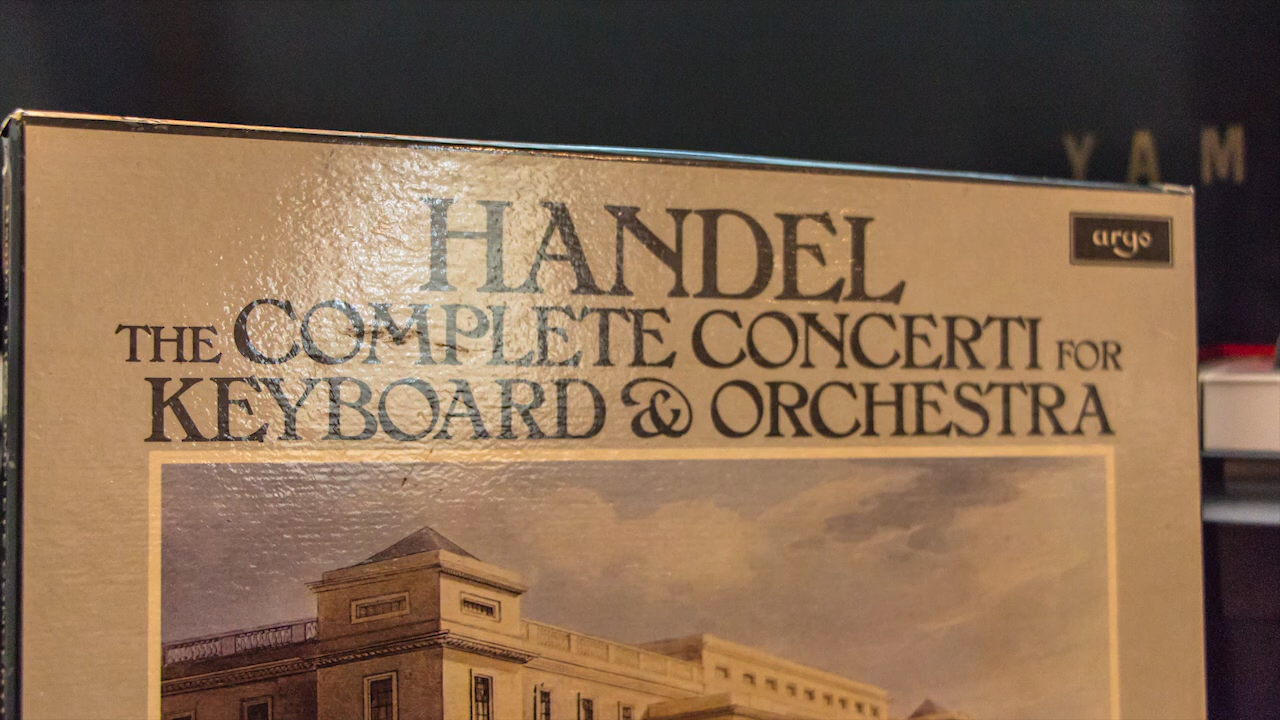 YAM
argo
HANDEL
THE COMPLETE CONCERTI FOR
KEYBOARD & ORCHESTRA